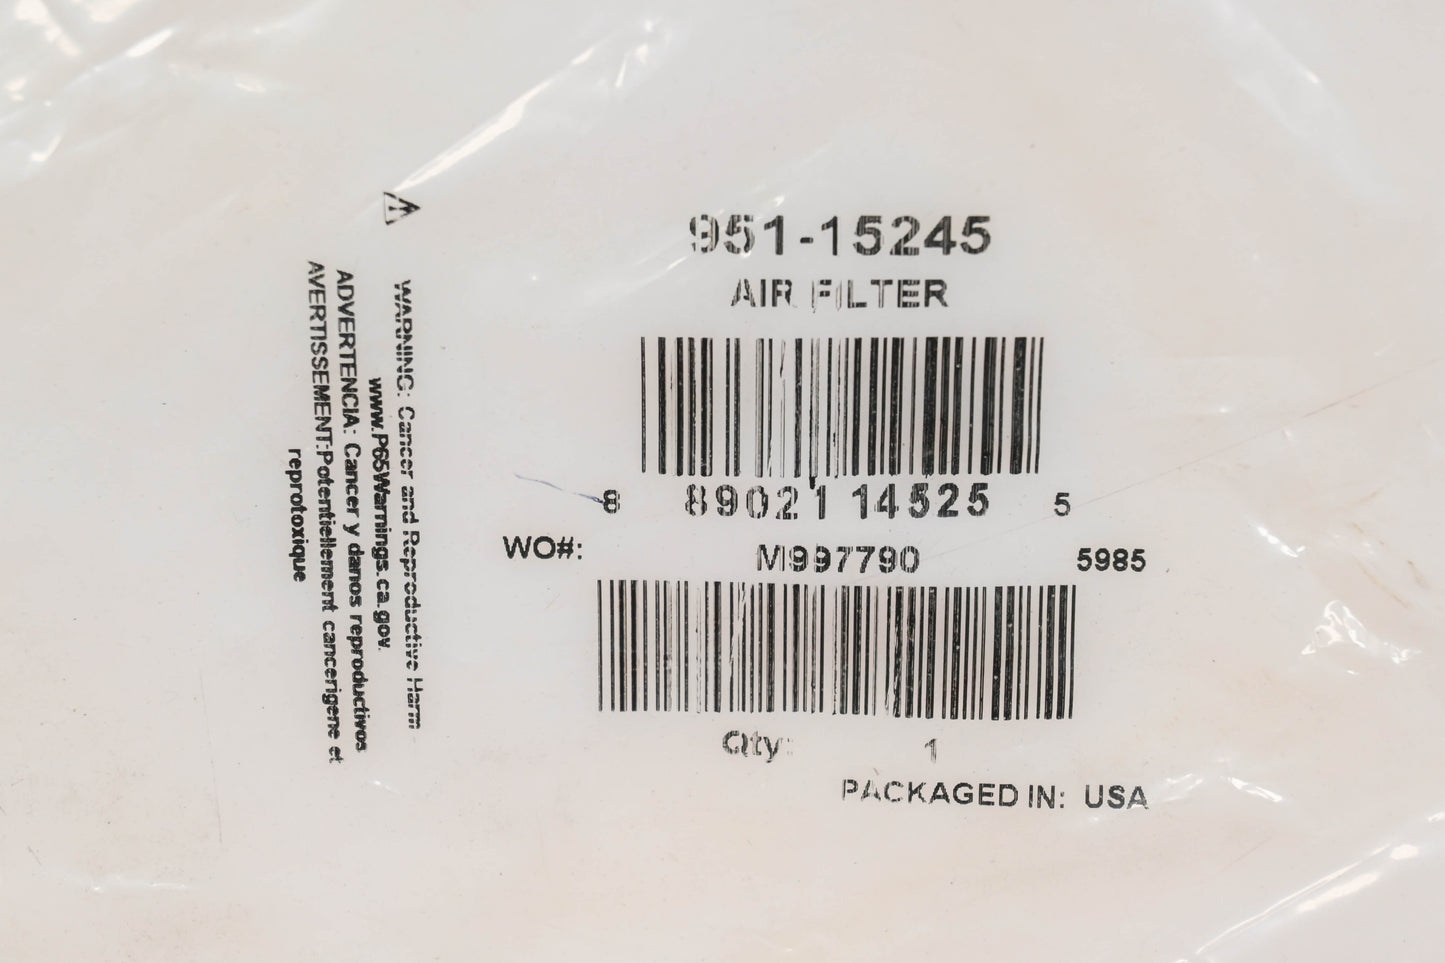 951-15245
AIR FILTER
8 89021 14525 5
WO#: M997790 5985
Qty: 1
PACKAGED IN: USA
WARNING: Cancer and Reproductive Harm
www.P65Warnings.ca.gov.
ADVERTENCIA: Cancer y danos reproductivos
AVERTISSEMENT:Potentiellement cancerigene et
reprotoxique